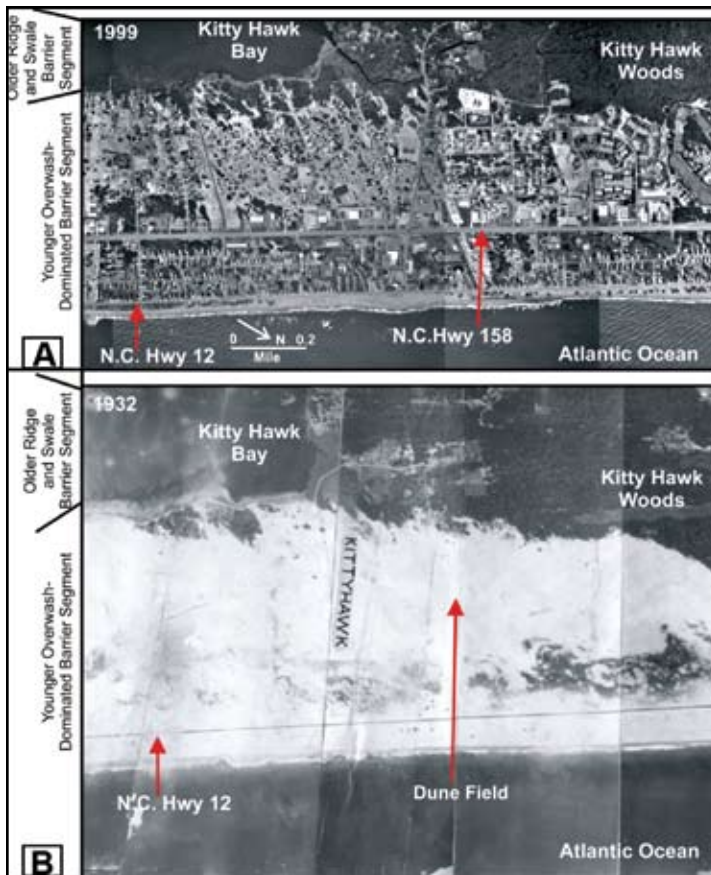 Older Ridge
and Swale
Barrier
Segment
1999
Kitty Hawk
Bay
Kitty Hawk
Woods
Younger Overwash-
Dominated Barrier Segment
A
N.C. Hwy 12
0 N 0.2
Mile
N.C.Hwy 158
Atlantic Ocean
Older Ridge
and Swale
Barrier Segment
1932
Kitty Hawk
Bay
Kitty Hawk
Woods
KITTYHAWK
Younger Overwash-
Dominated Barrier Segment
N.C. Hwy 12
Dune Field
B
Atlantic Ocean